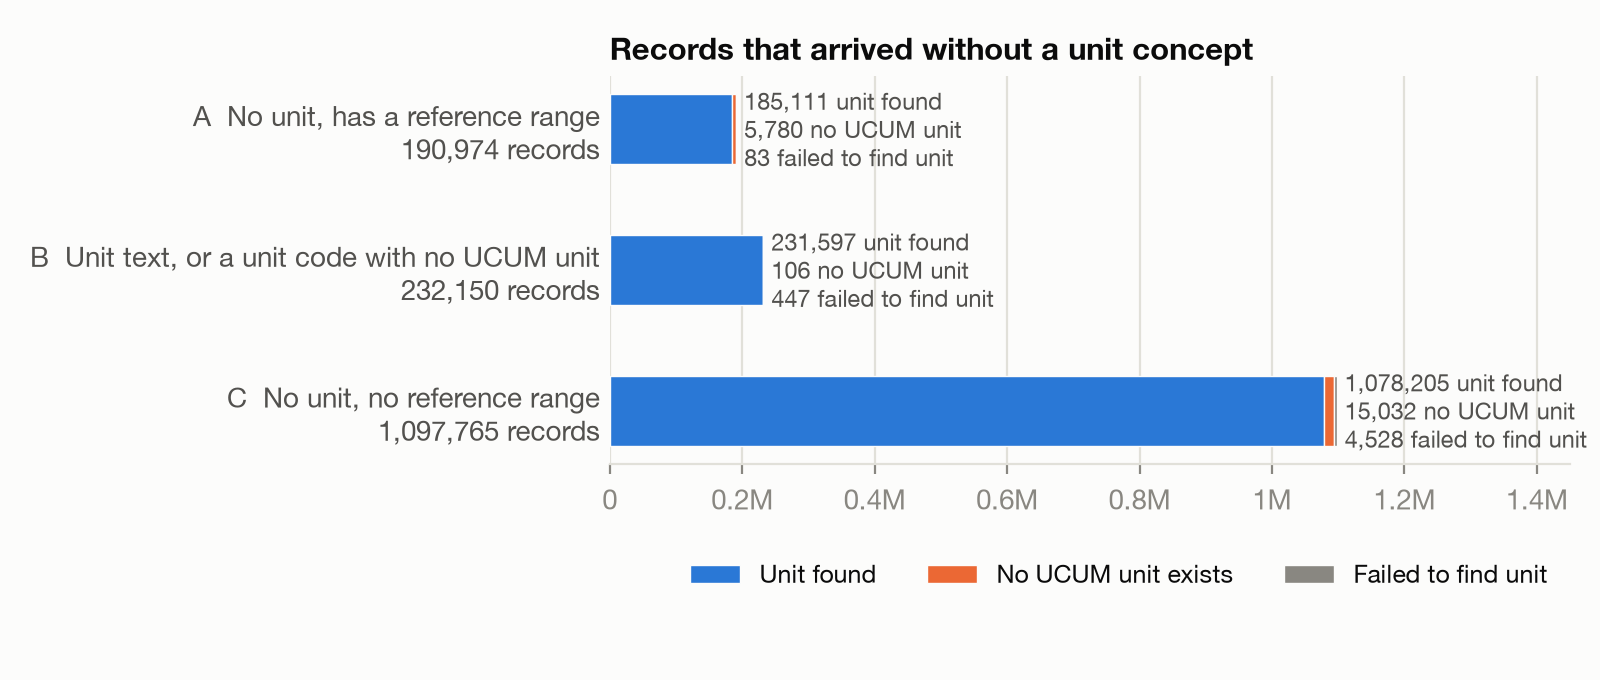 Records that arrived without a unit concept
A  No unit, has a reference range
190,974 records
185,111 unit found
5,780 no UCUM unit
83 failed to find unit
B  Unit text, or a unit code with no UCUM unit
232,150 records
231,597 unit found
106 no UCUM unit
447 failed to find unit
C  No unit, no reference range
1,097,765 records
1,078,205 unit found
15,032 no UCUM unit
4,528 failed to find unit
0 0.2M 0.4M 0.6M 0.8M 1M 1.2M 1.4M
Unit found No UCUM unit exists Failed to find unit